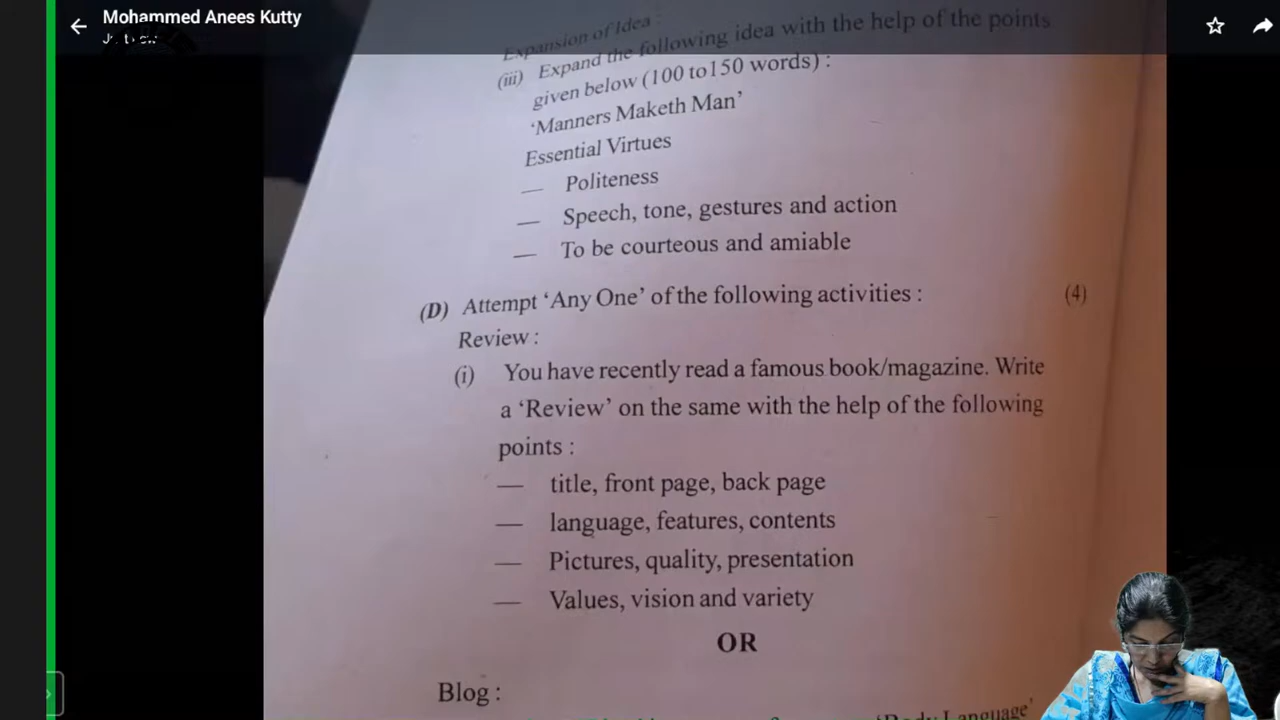 Mohammed Anees Kutty
Expansion of Idea :
(iii) Expand the following idea with the help of the points
given below (100 to150 words) :
‘Manners Maketh Man’
Essential Virtues
— Politeness
— Speech, tone, gestures and action
— To be courteous and amiable
(D) Attempt ‘Any One’ of the following activities : (4)
Review :
(i) You have recently read a famous book/magazine. Write
a ‘Review’ on the same with the help of the following
points :
— title, front page, back page
— language, features, contents
— Pictures, quality, presentation
— Values, vision and variety
OR
Blog :
‘Body Language’